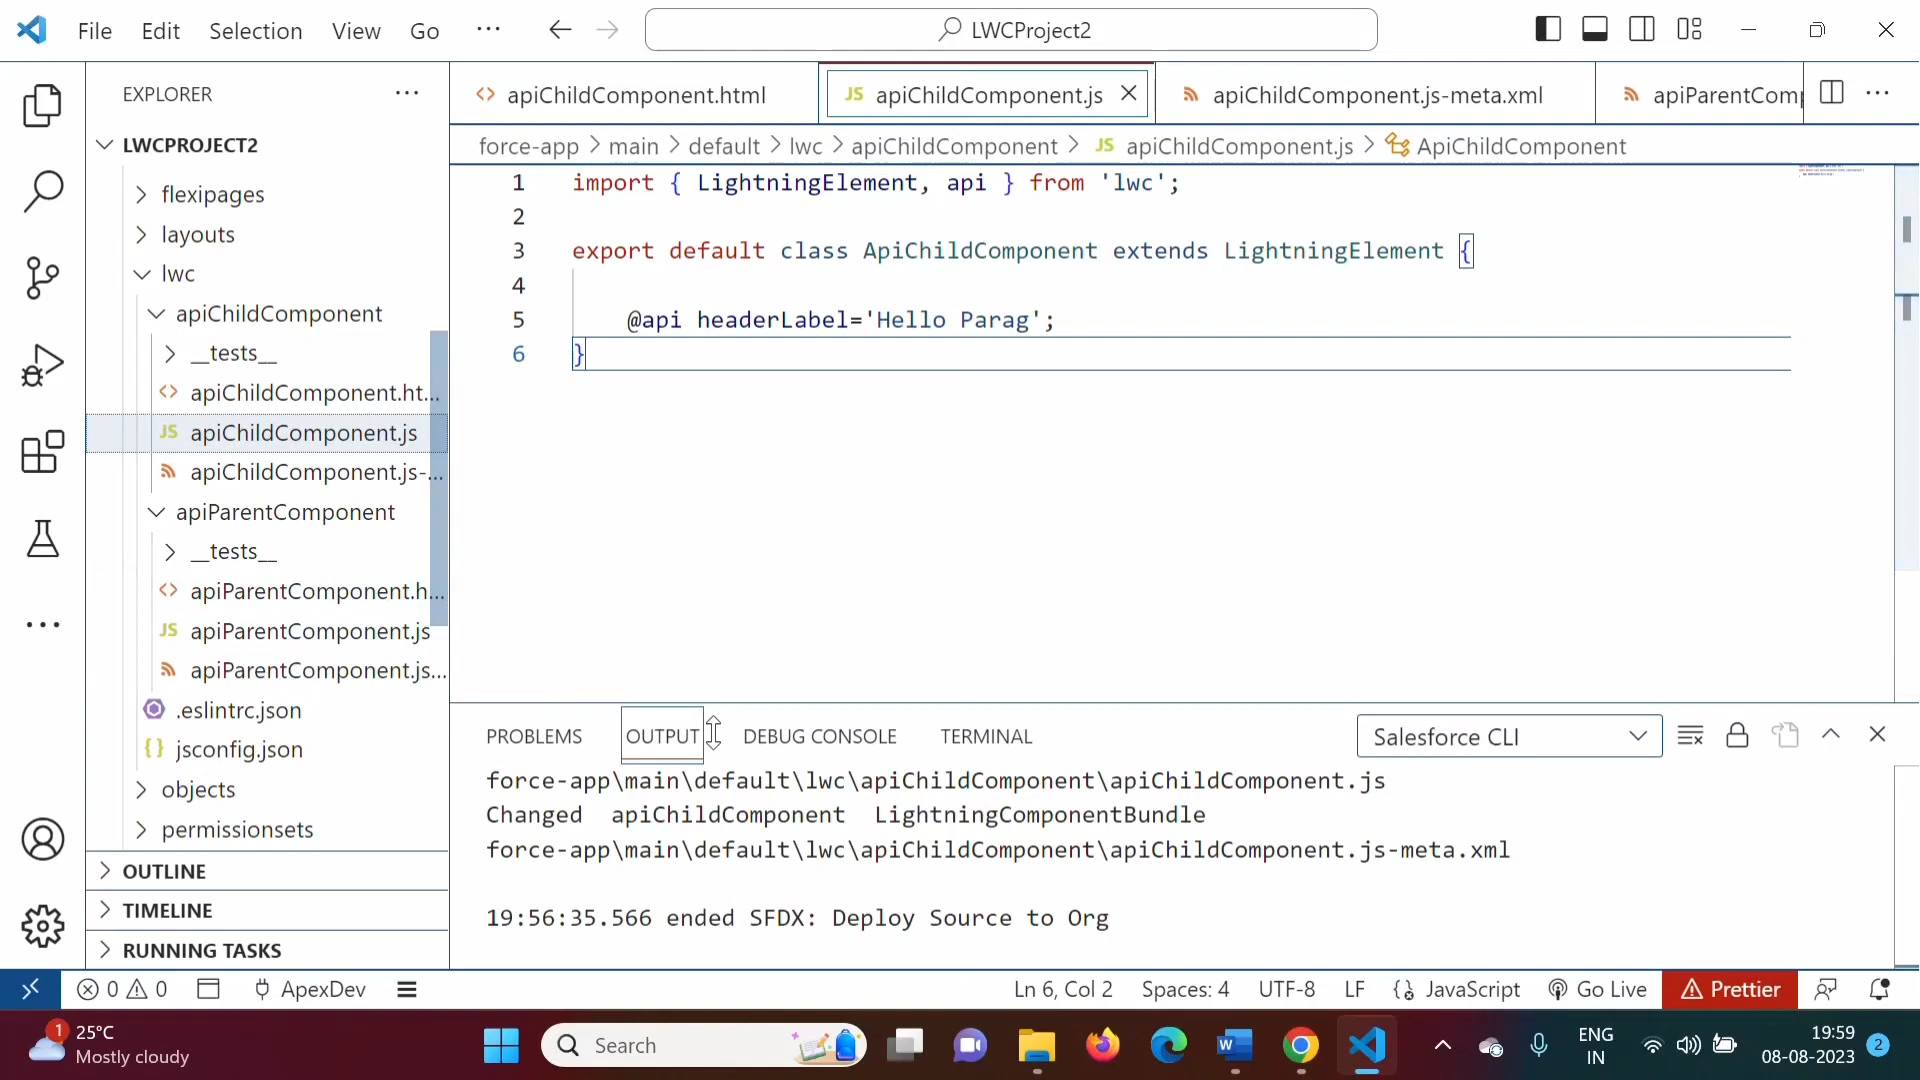 File Edit Selection View Go ··· LWCProject2
EXPLORER ···
LWCPROJECT2
flexipages
layouts
lwc
apiChildComponent
__tests__
apiChildComponent.ht...
JS apiChildComponent.js
apiChildComponent.js-...
apiParentComponent
__tests__
apiParentComponent.h...
JS apiParentComponent.js
apiParentComponent.js...
.eslintrc.json
{} jsconfig.json
objects
permissionsets
OUTLINE
TIMELINE
RUNNING TASKS
<> apiChildComponent.html JS apiChildComponent.js apiChildComponent.js-meta.xml apiParentComp
force-app > main > default > lwc > apiChildComponent > JS apiChildComponent.js > ApiChildComponent
1 import { LightningElement, api } from 'lwc';
2
3 export default class ApiChildComponent extends LightningElement {
4
5 @api headerLabel='Hello Parag';
6 }
PROBLEMS OUTPUT DEBUG CONSOLE TERMINAL Salesforce CLI
force-app\main\default\lwc\apiChildComponent\apiChildComponent.js
Changed apiChildComponent LightningComponentBundle
force-app\main\default\lwc\apiChildComponent\apiChildComponent.js-meta.xml
19:56:35.566 ended SFDX: Deploy Source to Org
0 0 ApexDev Ln 6, Col 2 Spaces: 4 UTF-8 LF JavaScript Go Live Prettier
1 25°C
Mostly cloudy
Search
ENG
IN
19:59
08-08-2023
2